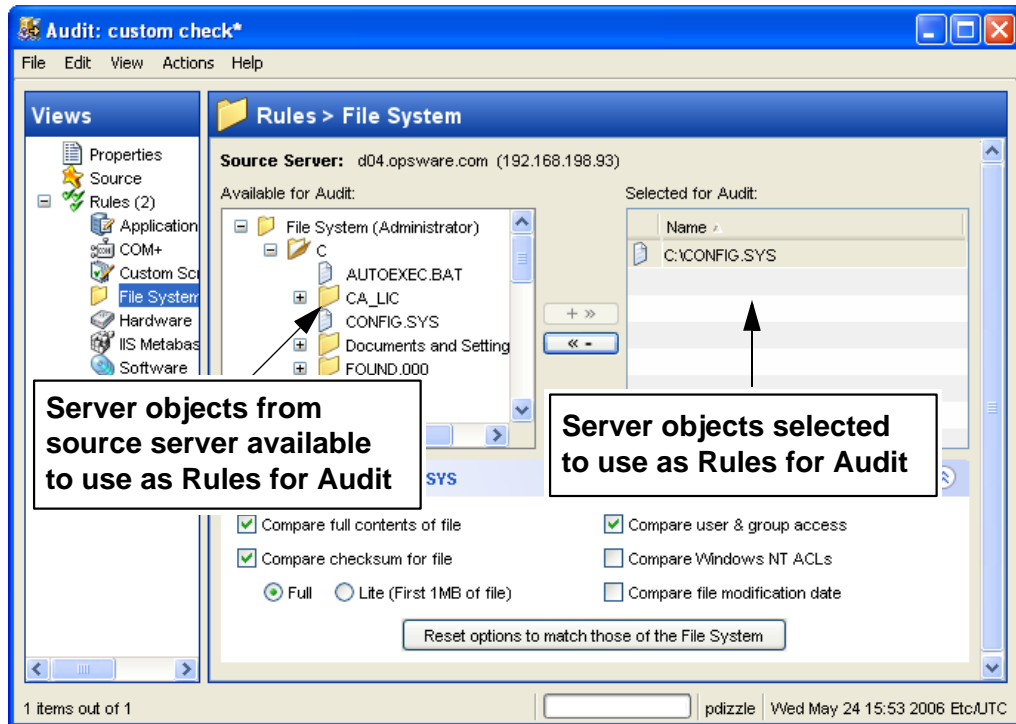 Audit: custom check*
File Edit View Actions Help
Views
Properties
Source
Rules (2)
Application
COM+
Custom Scr
File System
Hardware
IIS Metabas
Software
Rules > File System
Source Server: d04.opsware.com (192.168.198.93)
Available for Audit:
File System (Administrator)
C
AUTOEXEC.BAT
CA_LIC
CONFIG.SYS
Documents and Setting
FOUND.000
+ »
« -
Selected for Audit:
Name
C:\CONFIG.SYS
Server objects from
source server available
to use as Rules for Audit
Server objects selected
to use as Rules for Audit
SYS
Compare full contents of file
Compare user & group access
Compare checksum for file
Compare Windows NT ACLs
Full Lite (First 1MB of file)
Compare file modification date
Reset options to match those of the File System
1 items out of 1
pdizzle Wed May 24 15:53 2006 Etc/UTC